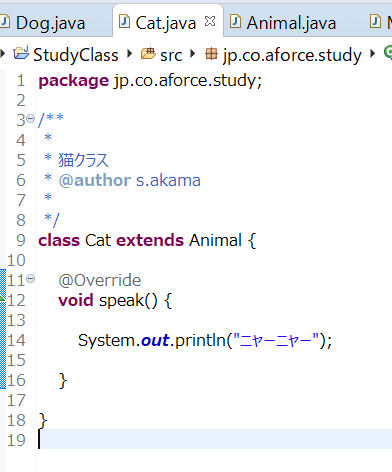 Dog.java Cat.java Animal.java
StudyClass src jp.co.aforce.study
1 package jp.co.aforce.study;
2
3 /**
4 *
5 * 猫クラス
6 * @author s.akama
7 *
8 */
9 class Cat extends Animal {
10
11 @Override
12 void speak() {
13
14 System.out.println("ニャーニャー");
15
16 }
17
18 }
19